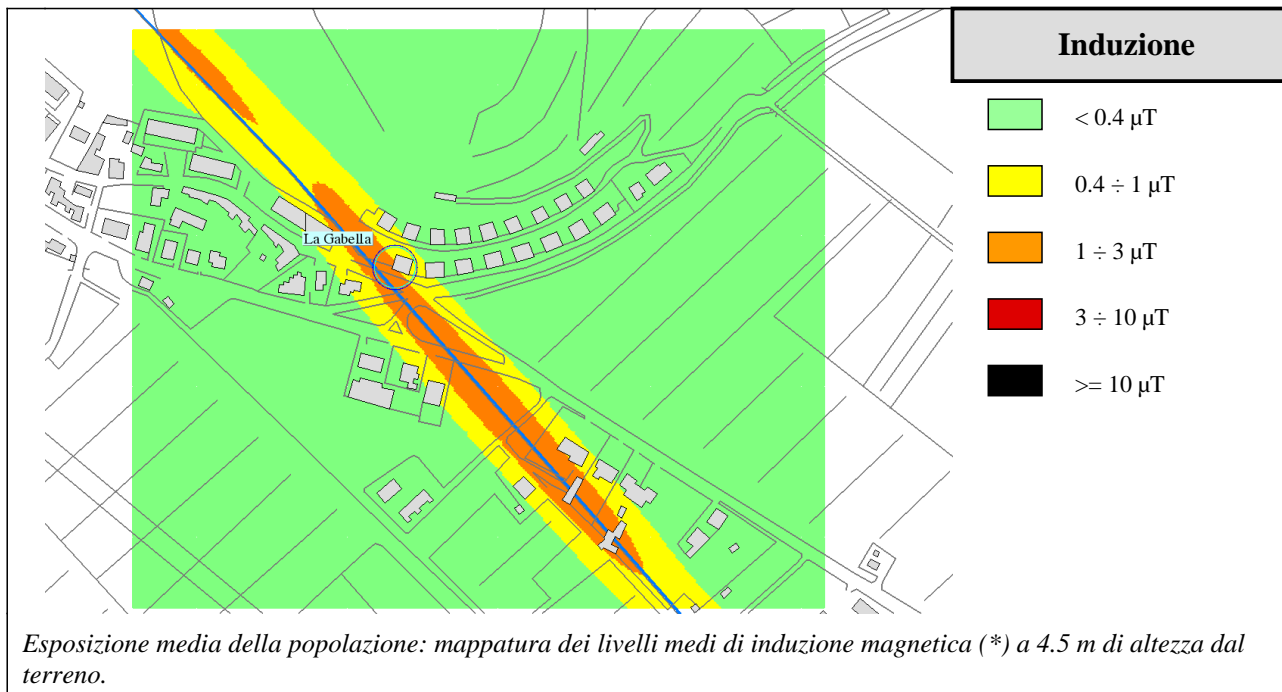 Induzione
< 0.4 µT
0.4 ÷ 1 µT
1 ÷ 3 µT
3 ÷ 10 µT
>= 10 µT
La Gabella
Esposizione media della popolazione: mappatura dei livelli medi di induzione magnetica (*) a 4.5 m di altezza dal
terreno.